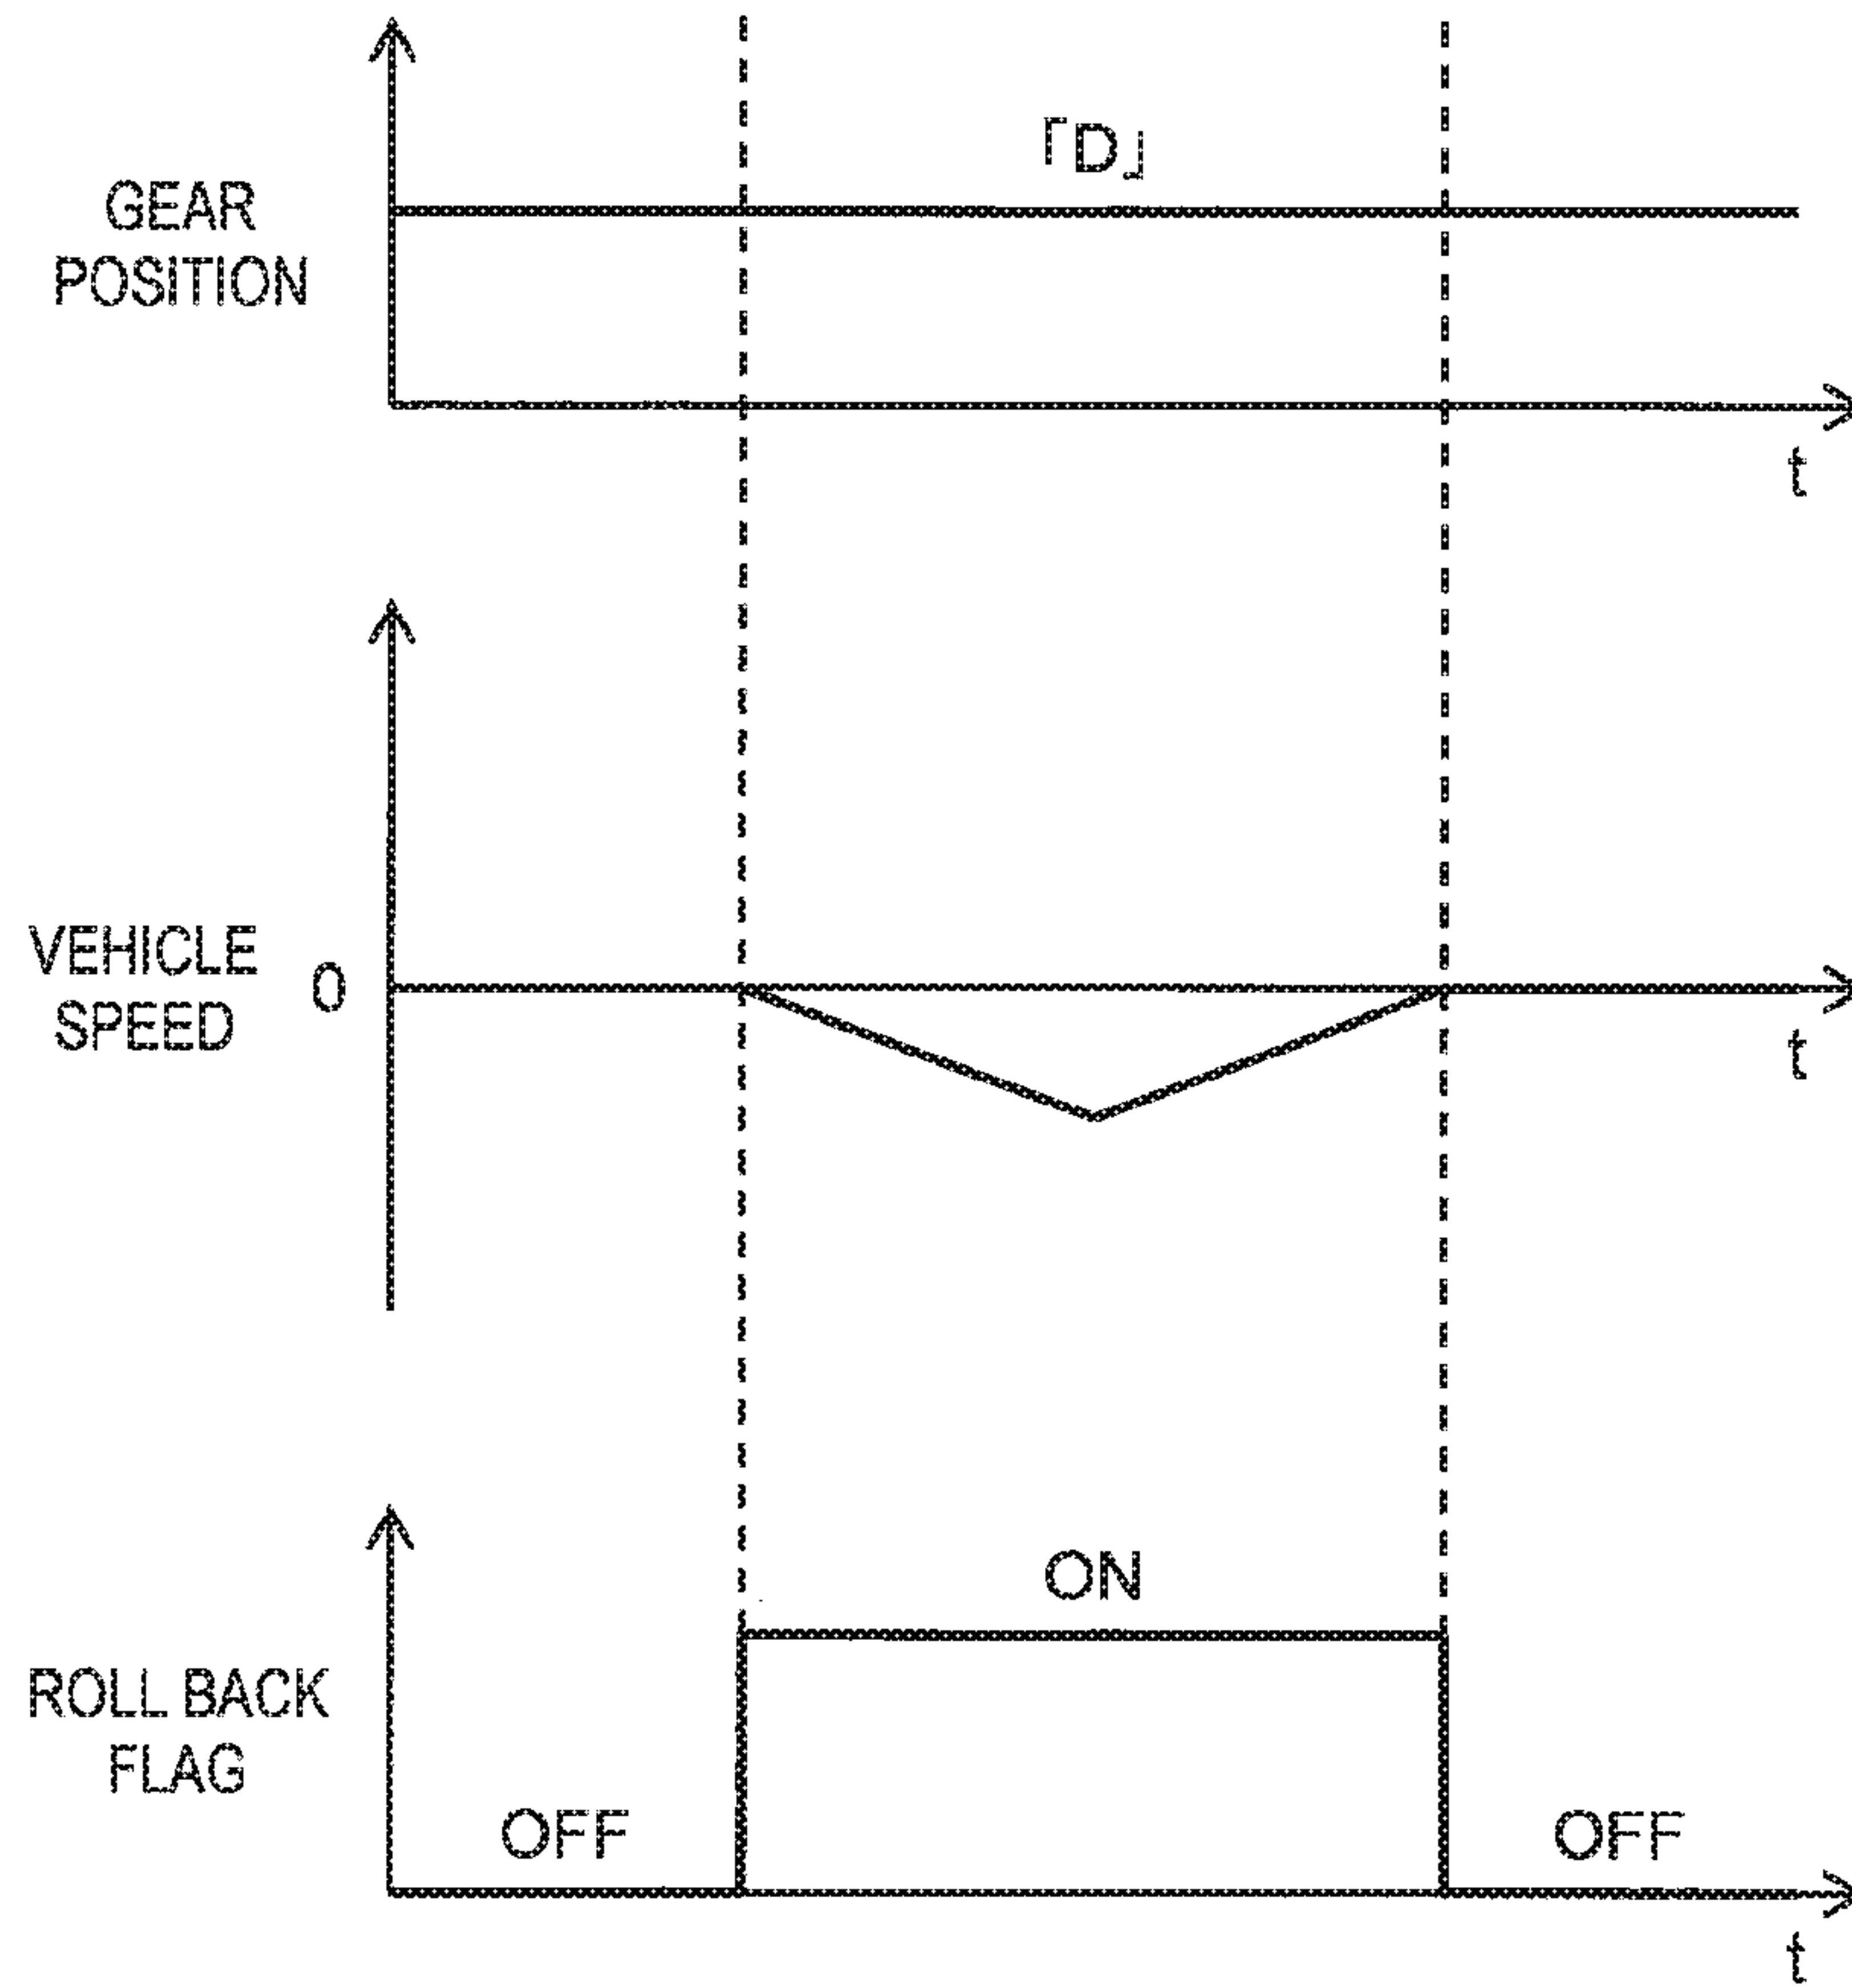 「D」
GEAR
POSITION
t
VEHICLE
SPEED
0
t
ON
ROLL BACK
FLAG
OFF
OFF
t